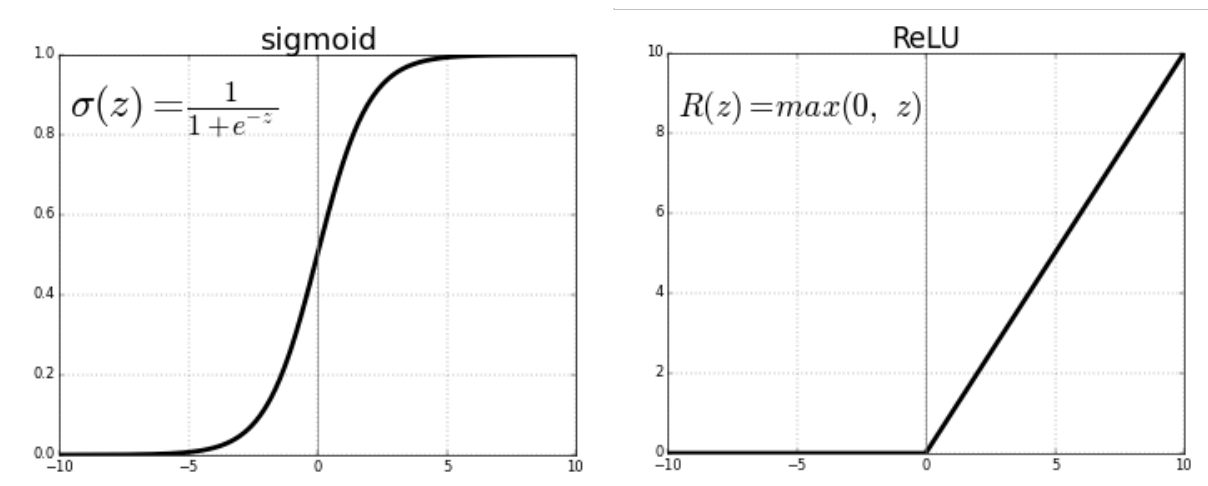 sigmoid
σ(z) = 1/(1+e^{-z})
1.0
0.8
0.6
0.4
0.2
0.0
−10 −5 0 5 10
ReLU
R(z) = max(0, z)
10
8
6
4
2
0
−10 −5 0 5 10